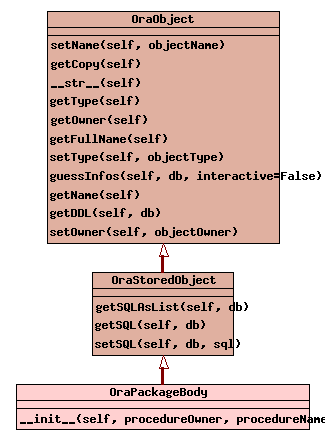 OraObject
setName(self, objectName)
getCopy(self)
__str__(self)
getType(self)
getOwner(self)
getFullName(self)
setType(self, objectType)
guessInfos(self, db, interactive=False)
getName(self)
getDDL(self, db)
setOwner(self, objectOwner)
OraStoredObject
getSQLAsList(self, db)
getSQL(self, db)
setSQL(self, db, sql)
OraPackageBody
__init__(self, procedureOwner, procedureName